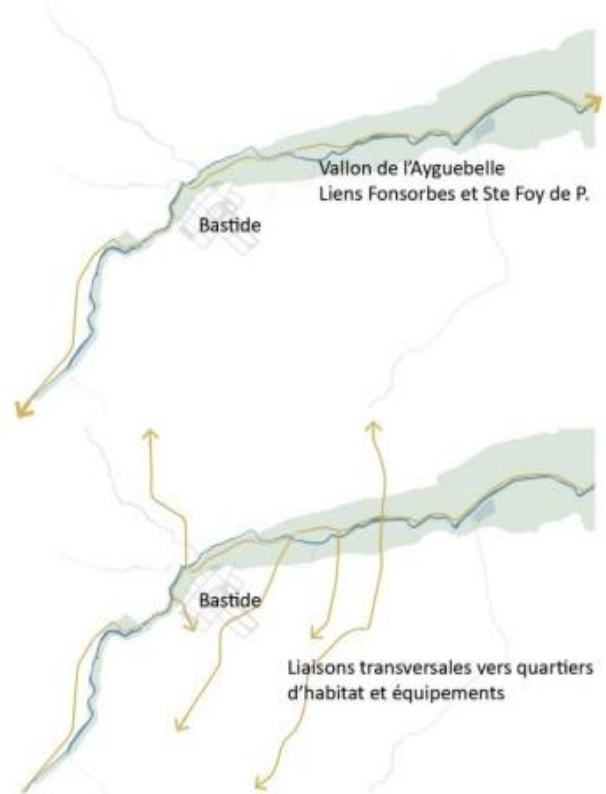 Vallon de l'Ayguebelle
Liens Fonsorbes et Ste Foy de P.
Bastide
Bastide
Liaisons transversales vers quartiers
d'habitat et équipements